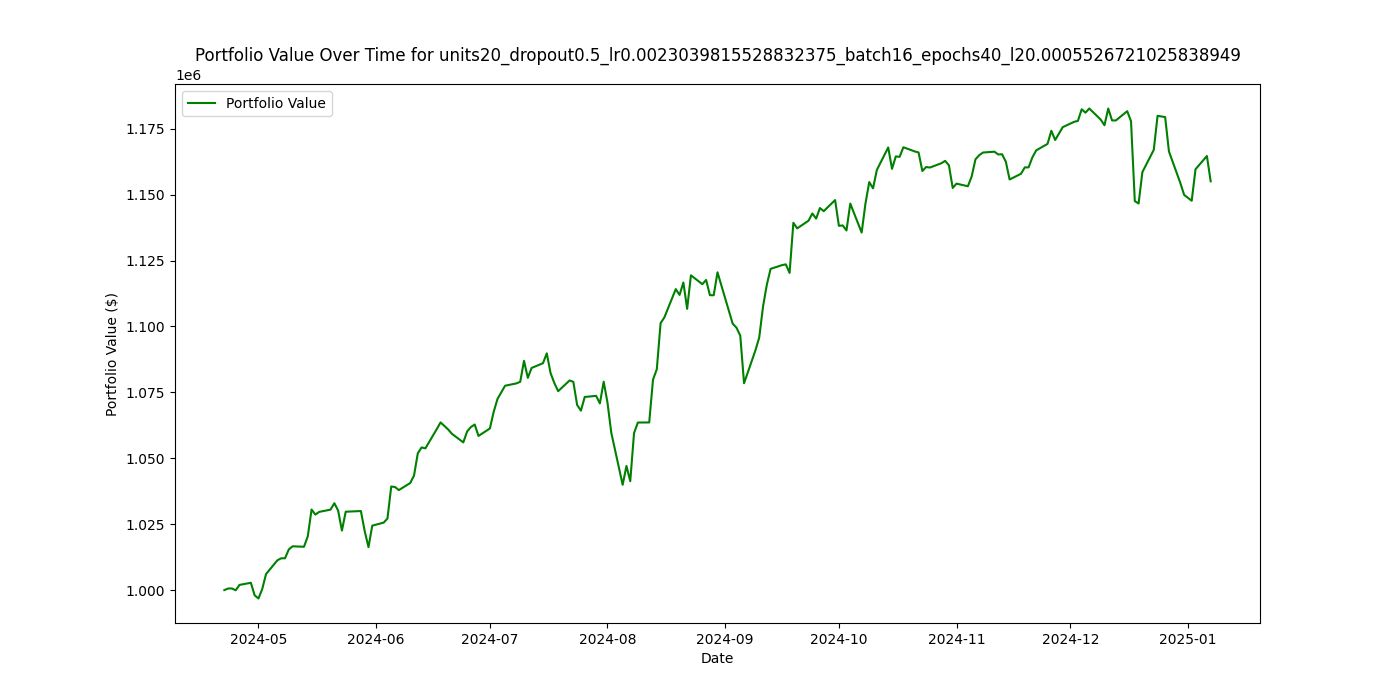 Portfolio Value Over Time for units20_dropout0.5_lr0.0023039815528832375_batch16_epochs40_l20.0005526721025838949
1e6
Portfolio Value
1.175
1.150
1.125
1.100
1.075
1.050
1.025
1.000
Portfolio Value ($)
2024-05 2024-06 2024-07 2024-08 2024-09 2024-10 2024-11 2024-12 2025-01
Date